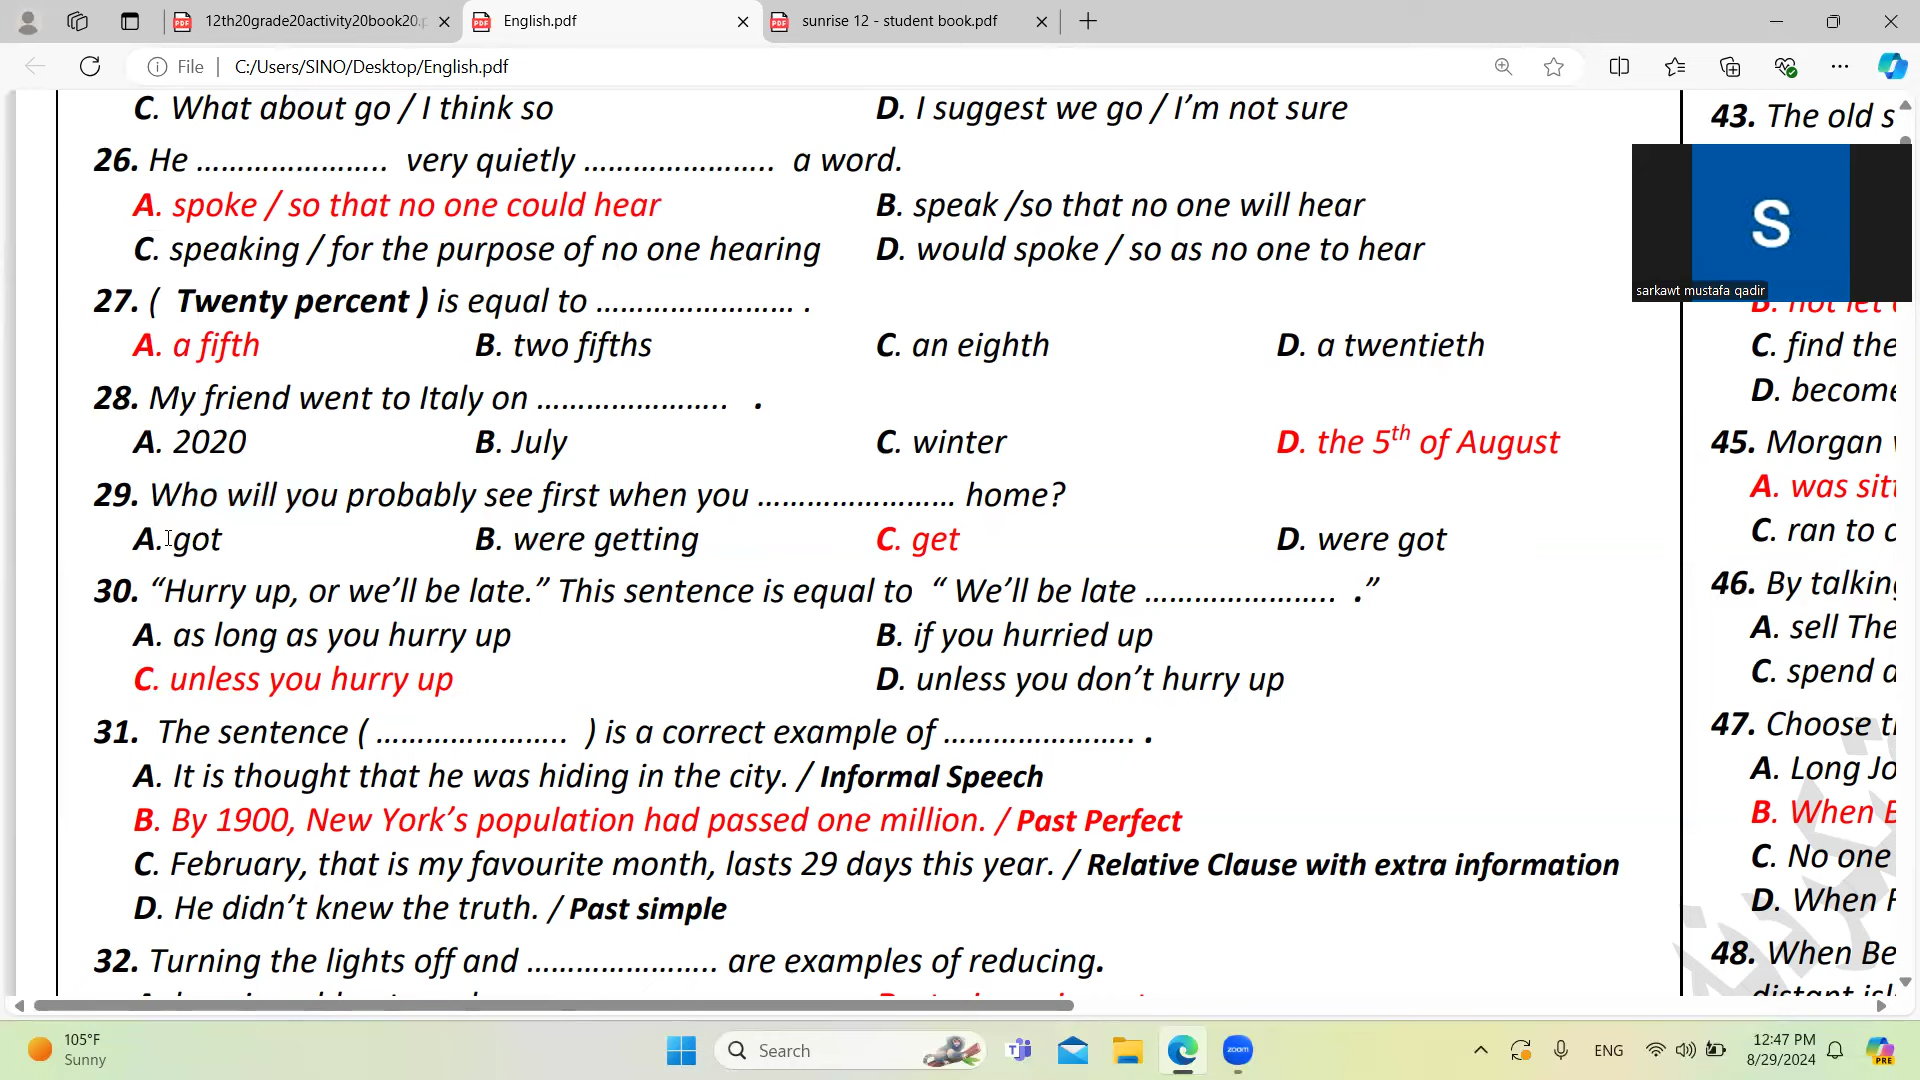 12th20grade20activity20book20.p
English.pdf
sunrise 12 - student book.pdf
File
C:/Users/SINO/Desktop/English.pdf
C. What about go / I think so
D. I suggest we go / I'm not sure
26. He ..................... very quietly ..................... a word.
A. spoke / so that no one could hear
B. speak /so that no one will hear
C. speaking / for the purpose of no one hearing
D. would spoke / so as no one to hear
27. ( Twenty percent ) is equal to ...................... .
A. a fifth
B. two fifths
C. an eighth
D. a twentieth
28. My friend went to Italy on ..................... .
A. 2020
B. July
C. winter
D. the 5th of August
29. Who will you probably see first when you ...................... home?
A. got
B. were getting
C. get
D. were got
30. “Hurry up, or we’ll be late.” This sentence is equal to “ We’ll be late ..................... .”
A. as long as you hurry up
B. if you hurried up
C. unless you hurry up
D. unless you don’t hurry up
31. The sentence ( ..................... ) is a correct example of ..................... .
A. It is thought that he was hiding in the city. / Informal Speech
B. By 1900, New York’s population had passed one million. / Past Perfect
C. February, that is my favourite month, lasts 29 days this year. / Relative Clause with extra information
D. He didn’t knew the truth. / Past simple
32. Turning the lights off and ..................... are examples of reducing.
43. The old s
S
sarkawt mustafa qadir
B. not let
C. find the
D. become
45. Morgan
A. was sitt
C. ran to c
46. By talking
A. sell The
C. spend a
47. Choose t
A. Long Jo
B. When B
C. No one
D. When F
48. When Be
distant isl
105°F
Sunny
Search
zoom
ENG
12:47 PM
8/29/2024
PRE